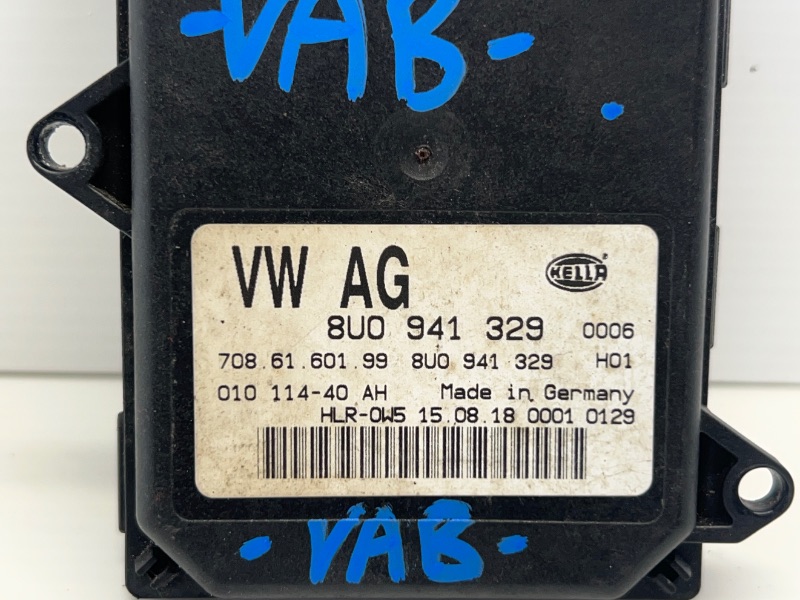 -VAB-
VW AG
HELLA ®
8U0 941 329 0006
708.61.601.99 8U0 941 329 H01
010 114-40 AH Made in Germany
HLR-0W5 15.08.18 0001 0129
-VAB-